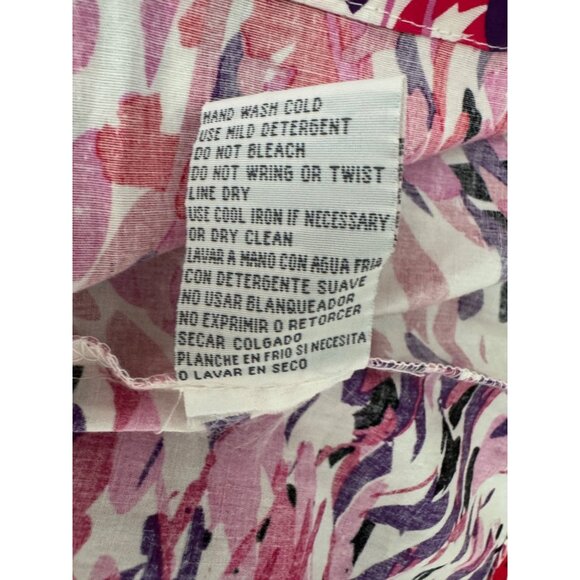 HAND WASH COLD
USE MILD DETERGENT
DO NOT BLEACH
DO NOT WRING OR TWIST
LINE DRY
USE COOL IRON IF NECESSARY
OR DRY CLEAN
LAVAR A MANO CON AGUA FRIA
CON DETERGENTE SUAVE
NO USAR BLANQUEADOR
NO EXPRIMIR O RETORCER
SECAR COLGADO
PLANCHE EN FRIO SI NECESITA
O LAVAR EN SECO